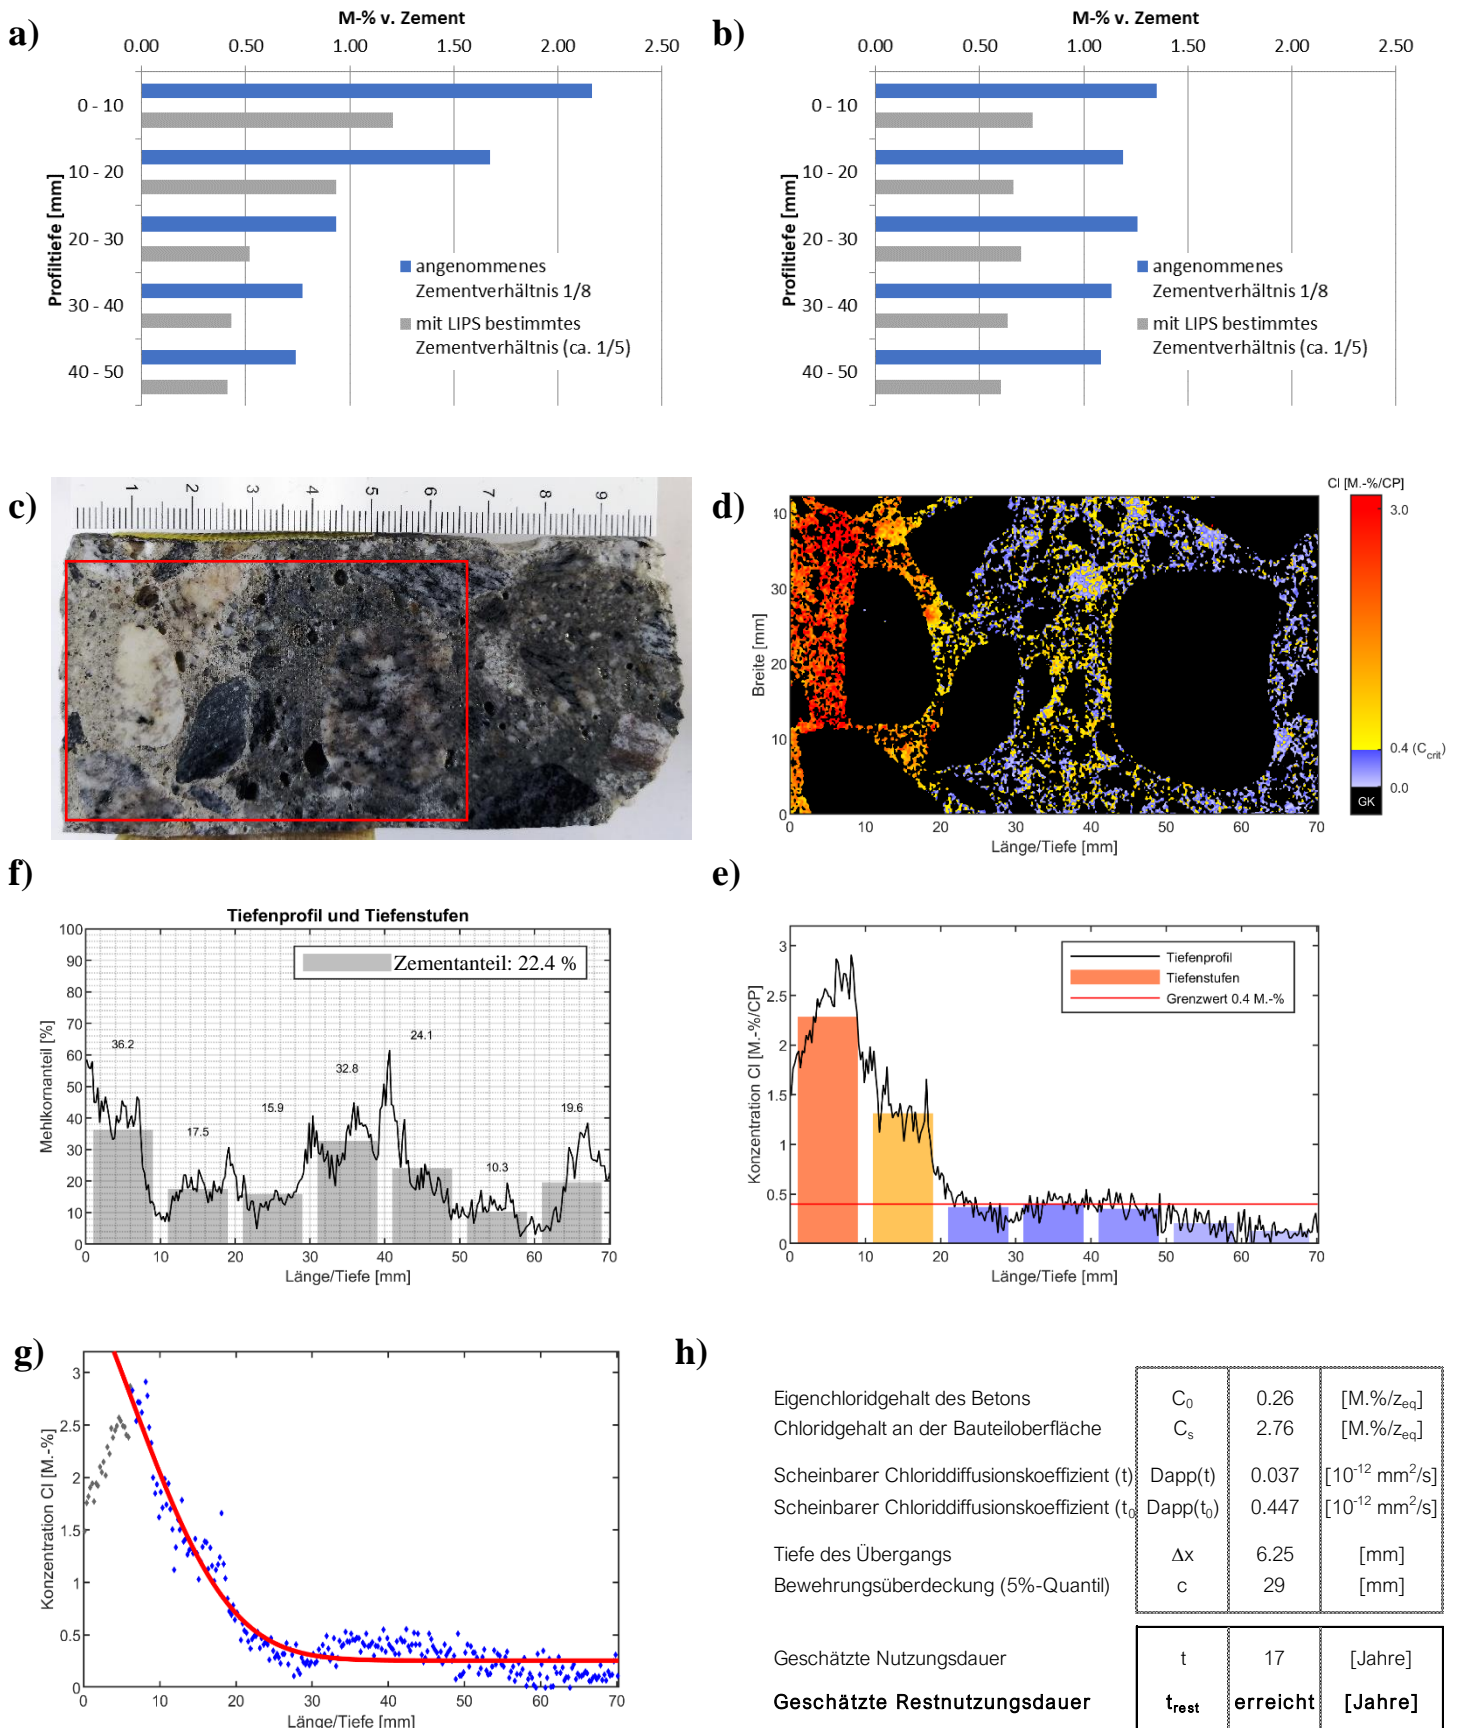 a)
M-% v. Zement
0.00 0.50 1.00 1.50 2.00 2.50
Profiltiefe [mm]
0 - 10
10 - 20
20 - 30
30 - 40
40 - 50
angenommenes
Zementverhältnis 1/8
mit LIPS bestimmtes
Zementverhältnis (ca. 1/5)
b)
M-% v. Zement
0.00 0.50 1.00 1.50 2.00 2.50
Profiltiefe [mm]
0 - 10
10 - 20
20 - 30
30 - 40
40 - 50
angenommenes
Zementverhältnis 1/8
mit LIPS bestimmtes
Zementverhältnis (ca. 1/5)
c)
1 2 3 4 5 6 7 8 9
d)
Cl [M.-%/CP]
3.0
0.4 (Ccrit)
0.0
GK
Breite [mm]
40
30
20
10
0
0 10 20 30 40 50 60 70
Länge/Tiefe [mm]
f)
Tiefenprofil und Tiefenstufen
Zementanteil: 22.4 %
Mehlkornanteil [%]
100
90
80
70
60
50
40
30
20
10
0
36.2
17.5
15.9
32.8
24.1
10.3
19.6
0 10 20 30 40 50 60 70
Länge/Tiefe [mm]
e)
Tiefenprofil
Tiefenstufen
Grenzwert 0.4 M.-%
Konzentration Cl [M.-%/CP]
3
2.5
2
1.5
1
0.5
0
0 10 20 30 40 50 60 70
Länge/Tiefe [mm]
g)
Konzentration Cl [M.-%]
3
2.5
2
1.5
1
0.5
0
0 10 20 30 40 50 60 70
Länge/Tiefe [mm]
h)
Eigenchloridgehalt des Betons C0 0.26 [M.%/zeq]
Chloridgehalt an der Bauteiloberfläche Cs 2.76 [M.%/zeq]
Scheinbarer Chloriddiffusionskoeffizient (t) Dapp(t) 0.037 [10-12 mm2/s]
Scheinbarer Chloriddiffusionskoeffizient (t0 Dapp(t0) 0.447 [10-12 mm2/s]
Tiefe des Übergangs Δx 6.25 [mm]
Bewehrungsüberdeckung (5%-Quantil) c 29 [mm]
Geschätzte Nutzungsdauer t 17 [Jahre]
Geschätzte Restnutzungsdauer trest erreicht [Jahre]